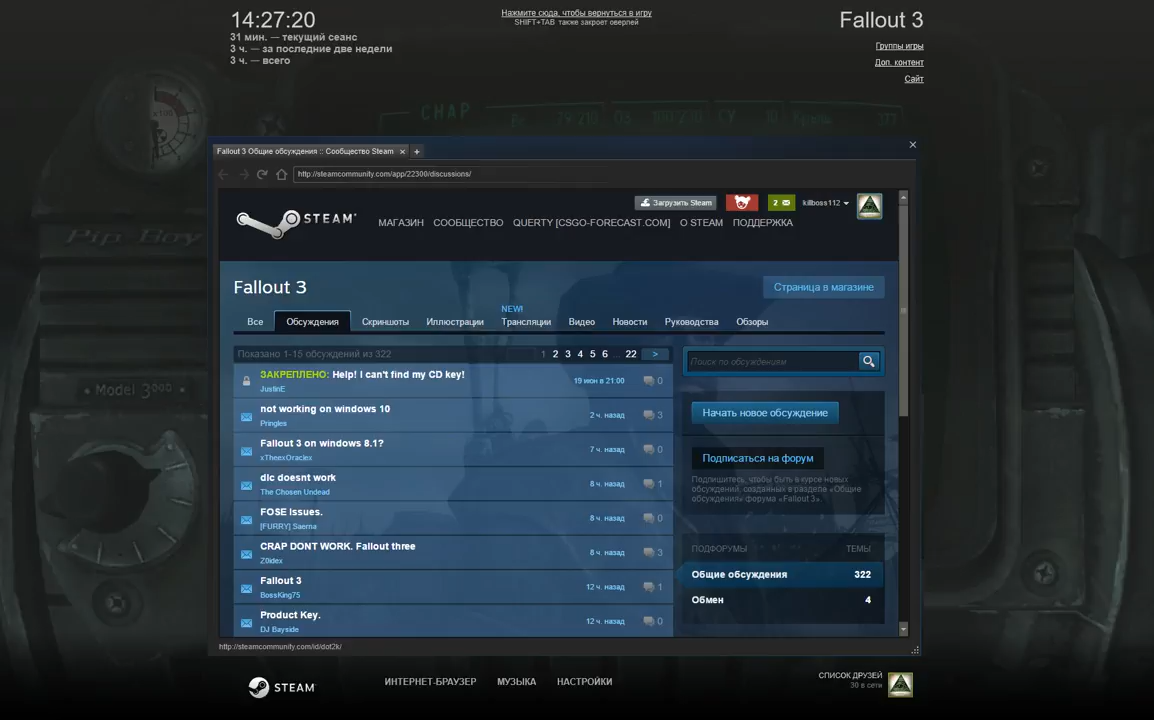 14:27:20
31 мин. — текущий сеанс
3 ч. — за последние две недели
3 ч. — всего
Нажмите сюда, чтобы вернуться в игру
SHIFT+TAB также закроет оверлей
Fallout 3
Группы игры
Доп. контент
Сайт
CHAP
Fallout 3 Общие обсуждения :: Сообщество Steam
http://steamcommunity.com/app/22300/discussions/
Загрузить Steam
2
killboss112
STEAM
МАГАЗИН СООБЩЕСТВО QUERTY [CSGO-FORECAST.COM] О STEAM ПОДДЕРЖКА
Fallout 3
Страница в магазине
NEW!
Все Обсуждения Скриншоты Иллюстрации Трансляции Видео Новости Руководства Обзоры
Показано 1-15 обсуждений из 322
1 2 3 4 5 6 ... 22 >
Поиск по обсуждениям
ЗАКРЕПЛЕНО: Help! I can't find my CD key!
19 июн в 21:00 0
JustinE
not working on windows 10
2 ч. назад 3
Pringles
Fallout 3 on windows 8.1?
7 ч. назад 0
xTheexOraclex
dlc doesnt work
8 ч. назад 1
The Chosen Undead
FOSE Issues.
8 ч. назад 0
[FURRY] Saerna
CRAP DONT WORK. Fallout three
8 ч. назад 3
Z0idex
Fallout 3
12 ч. назад 1
BossKing75
Product Key.
12 ч. назад 0
DJ Bayside
Начать новое обсуждение
Подписаться на форум
Подпишитесь, чтобы быть в курсе новых
обсуждений, созданных в разделе «Общие
обсуждения» форума «Fallout 3».
ПОДФОРУМЫ ТЕМЫ
Общие обсуждения 322
Обмен 4
http://steamcommunity.com/id/dot2k/
Pip Boy
Model 3000
STEAM
ИНТЕРНЕТ-БРАУЗЕР МУЗЫКА НАСТРОЙКИ
СПИСОК ДРУЗЕЙ
30 в сети